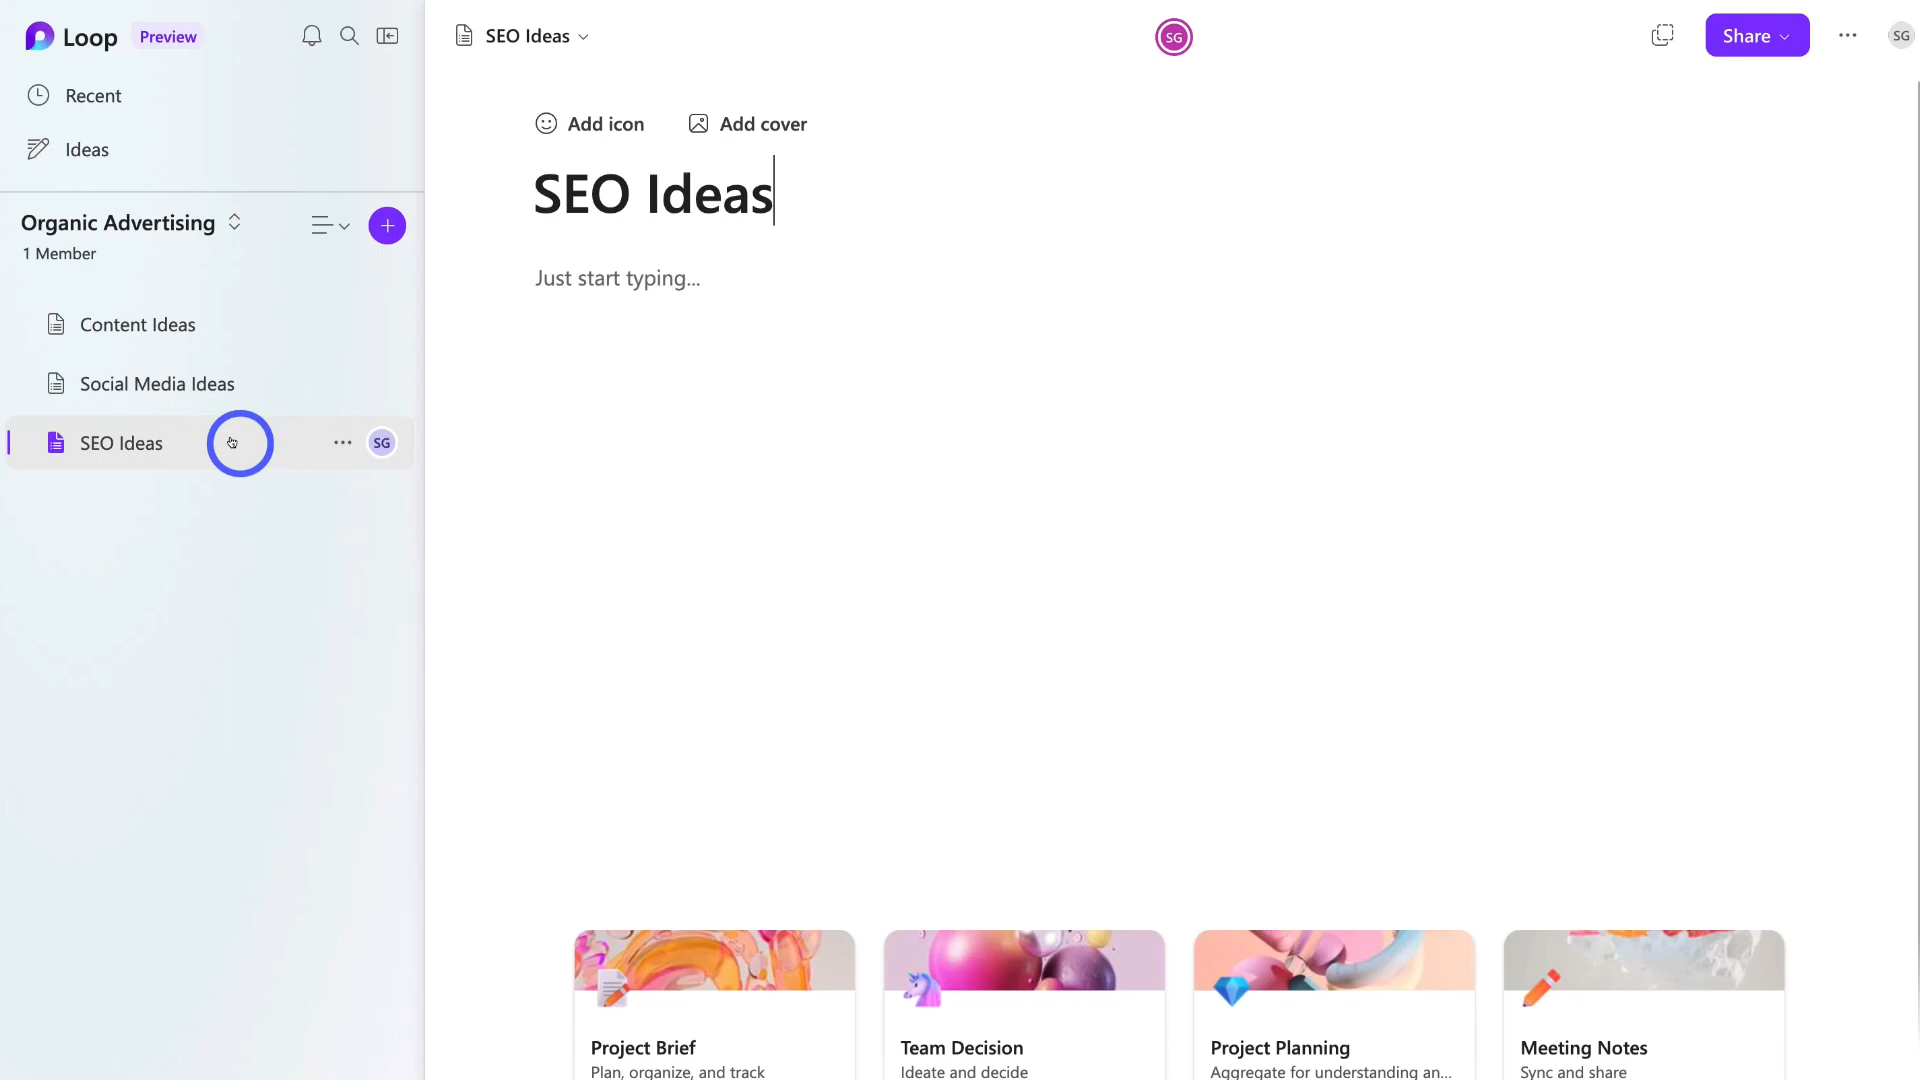 Loop
Preview
Recent
Ideas
Organic Advertising
1 Member
Content Ideas
Social Media Ideas
SEO Ideas
SG
SEO Ideas
SG
Share
SG
Add icon
Add cover
SEO Ideas
Just start typing...
Project Brief
Plan, organize, and track
Team Decision
Ideate and decide
Project Planning
Aggregate for understanding an...
Meeting Notes
Sync and share